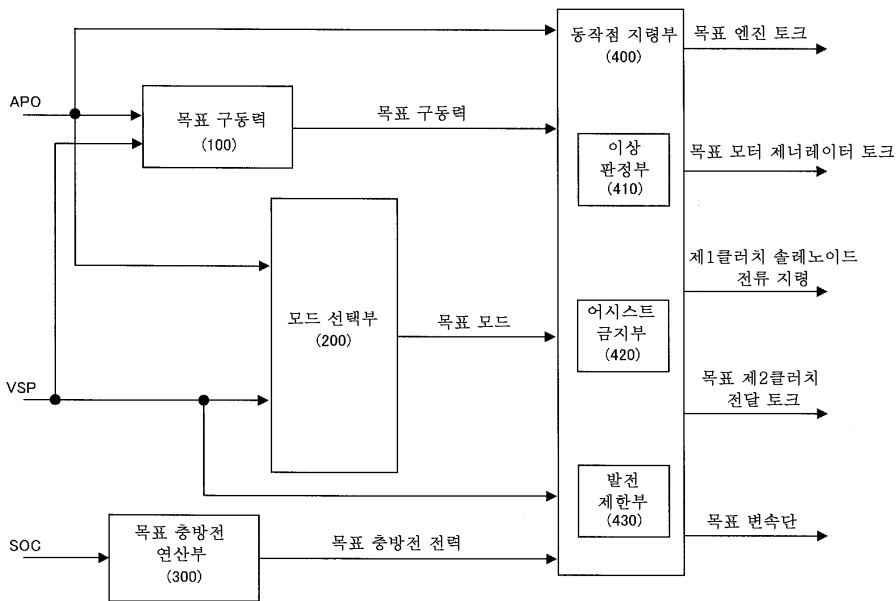 동작점 지령부
(400)
목표 엔진 토크
APO
목표 구동력
(100)
목표 구동력
이상
판정부
(410)
목표 모터 제너레이터 토크
모드 선택부
(200)
목표 모드
제1클러치 솔레노이드
전류 지령
어시스트
금지부
(420)
VSP
목표 제2클러치
전달 토크
발전
제한부
(430)
목표 변속단
SOC
목표 충방전
연산부
(300)
목표 충방전 전력